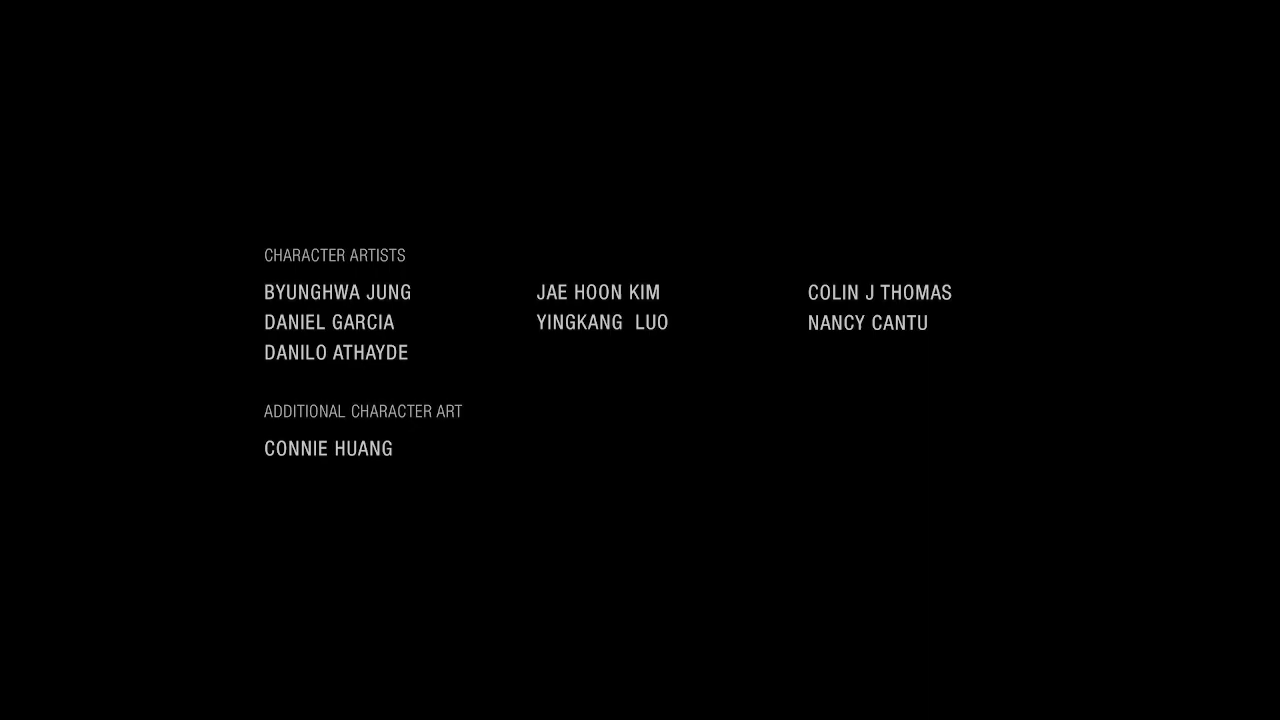 CHARACTER ARTISTS
BYUNGHWA JUNG JAE HOON KIM COLIN J THOMAS
DANIEL GARCIA YINGKANG  LUO NANCY CANTU
DANILO ATHAYDE
ADDITIONAL CHARACTER ART
CONNIE HUANG